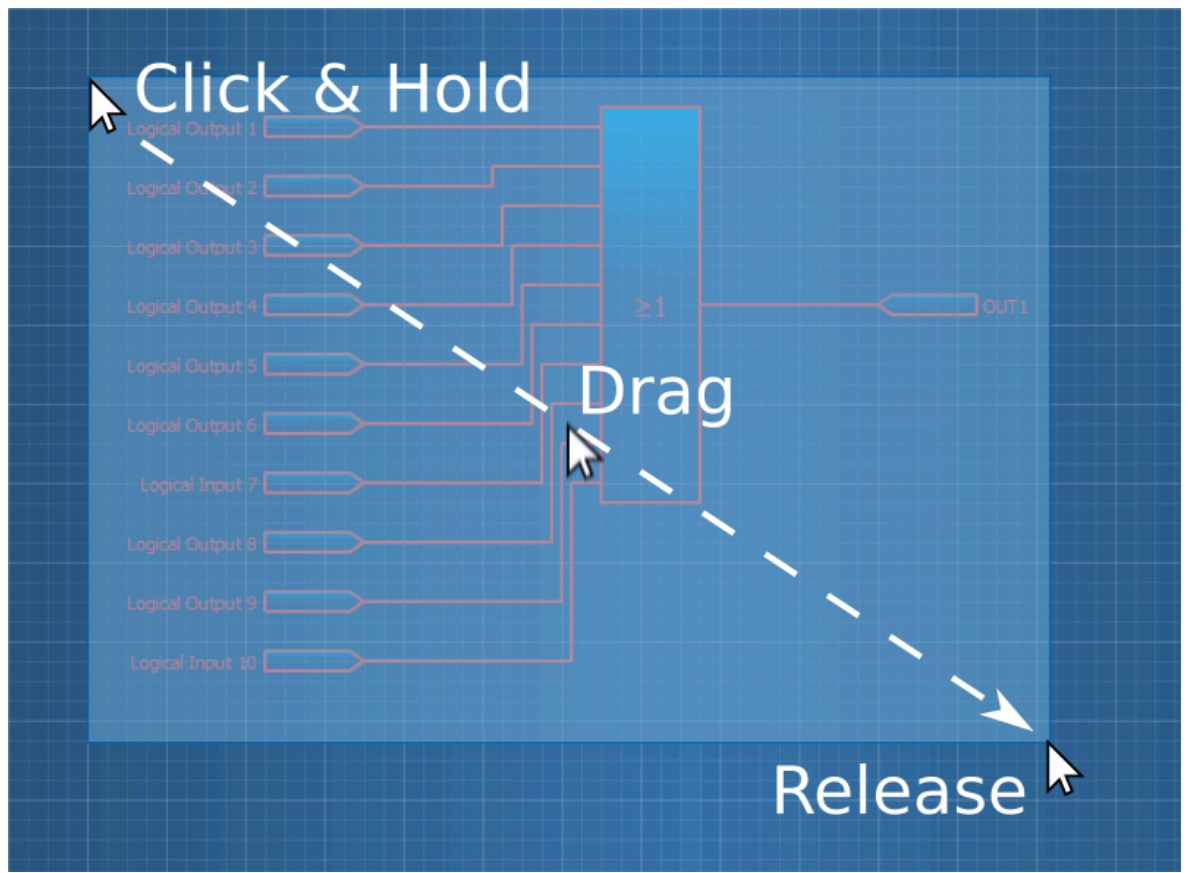 Click & Hold
Logical Output 1
Logical Output 2
Logical Output 3
Logical Output 4
≥1
OUT1
Logical Output 5
Drag
Logical Output 6
Logical Input 7
Logical Output 8
Logical Output 9
Logical Input 10
Release